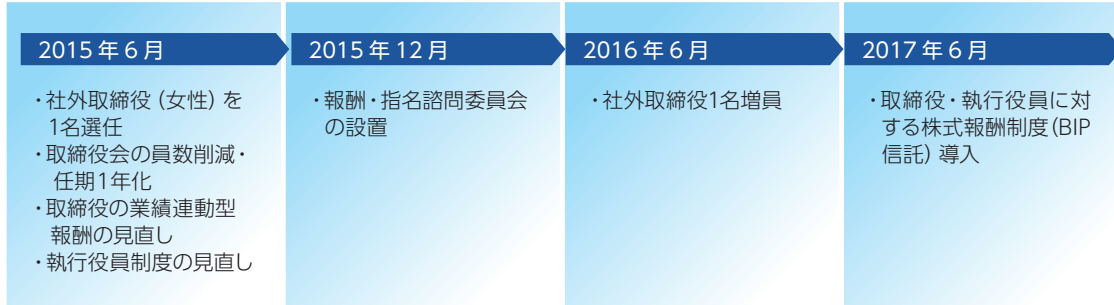 2015年6月
・社外取締役（女性）を
1名選任
・取締役会の員数削減・
任期1年化
・取締役の業績連動型
報酬の見直し
・執行役員制度の見直し
2015年12月
・報酬・指名諮問委員会
の設置
2016年6月
・社外取締役1名増員
2017年6月
・取締役・執行役員に対
する株式報酬制度（BIP
信託）導入